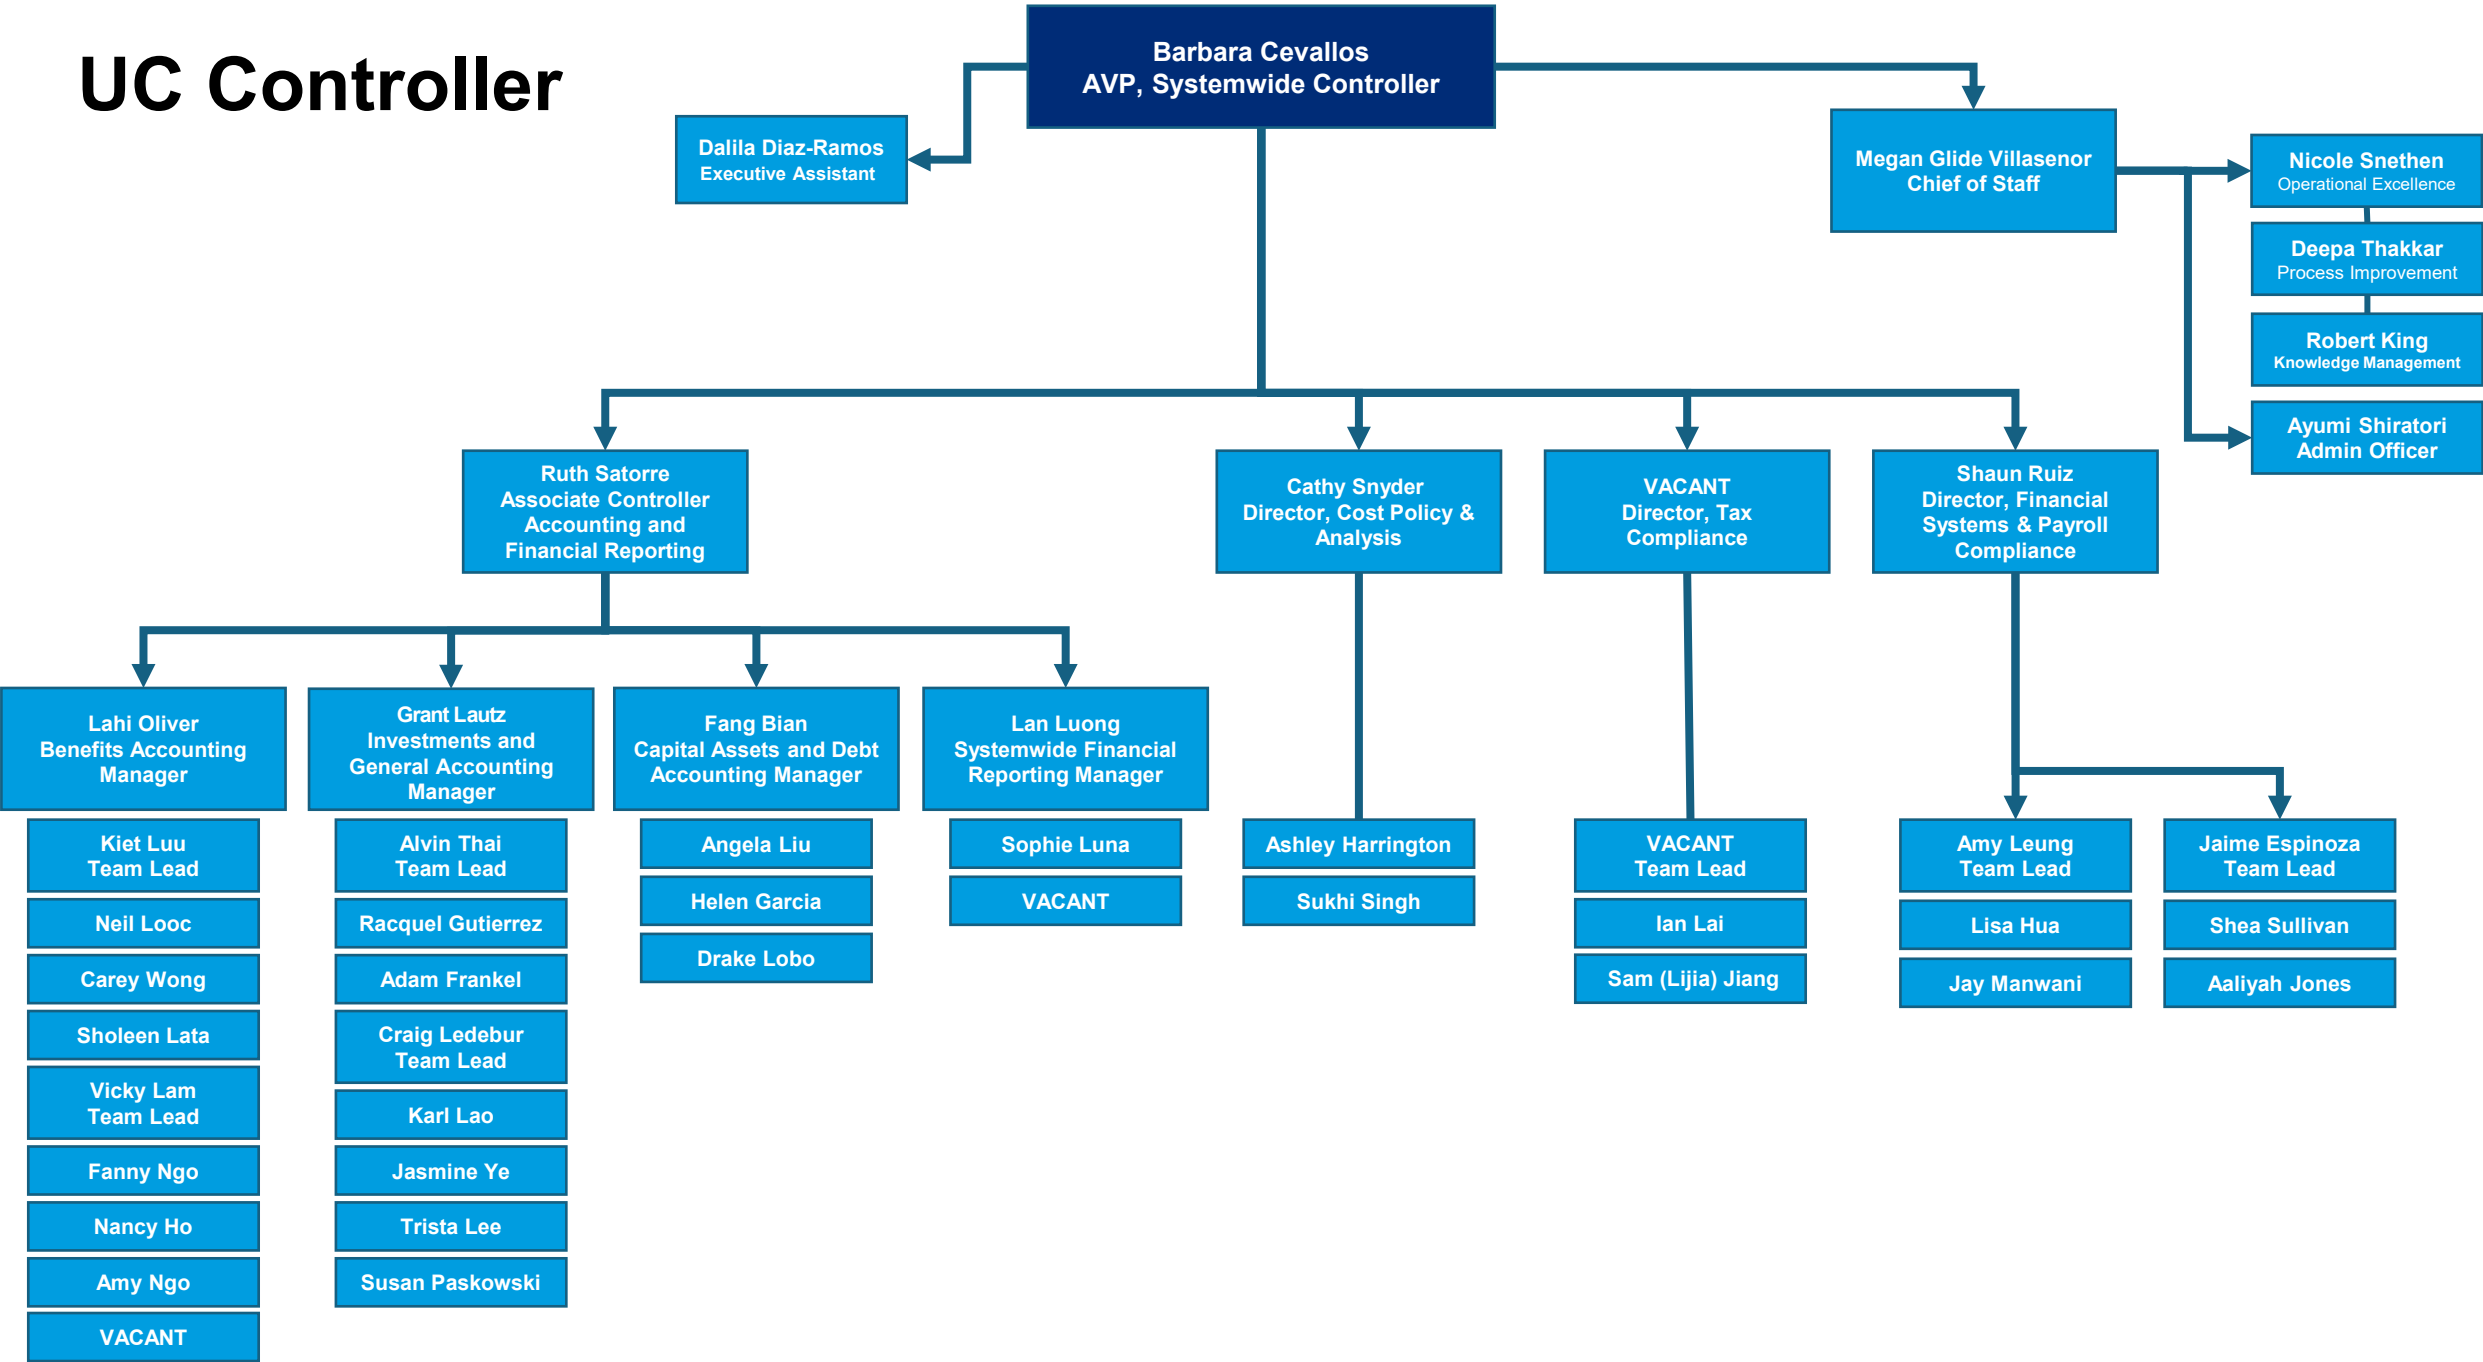 UC Controller
Barbara Cevallos
AVP, Systemwide Controller
Dalila Diaz-Ramos
Executive Assistant
Megan Glide Villasenor
Chief of Staff
Nicole Snethen
Operational Excellence
Deepa Thakkar
Process Improvement
Robert King
Knowledge Management
Ayumi Shiratori
Admin Officer
Ruth Satorre
Associate Controller
Accounting and
Financial Reporting
Cathy Snyder
Director, Cost Policy &
Analysis
VACANT
Director, Tax
Compliance
Shaun Ruiz
Director, Financial
Systems & Payroll
Compliance
Lahi Oliver
Benefits Accounting
Manager
Kiet Luu
Team Lead
Neil Looc
Carey Wong
Sholeen Lata
Vicky Lam
Team Lead
Fanny Ngo
Nancy Ho
Amy Ngo
VACANT
Grant Lautz
Investments and
General Accounting
Manager
Alvin Thai
Team Lead
Racquel Gutierrez
Adam Frankel
Craig Ledebur
Team Lead
Karl Lao
Jasmine Ye
Trista Lee
Susan Paskowski
Fang Bian
Capital Assets and Debt
Accounting Manager
Angela Liu
Helen Garcia
Drake Lobo
Lan Luong
Systemwide Financial
Reporting Manager
Sophie Luna
VACANT
Ashley Harrington
Sukhi Singh
VACANT
Team Lead
Ian Lai
Sam (Lijia) Jiang
Amy Leung
Team Lead
Lisa Hua
Jay Manwani
Jaime Espinoza
Team Lead
Shea Sullivan
Aaliyah Jones